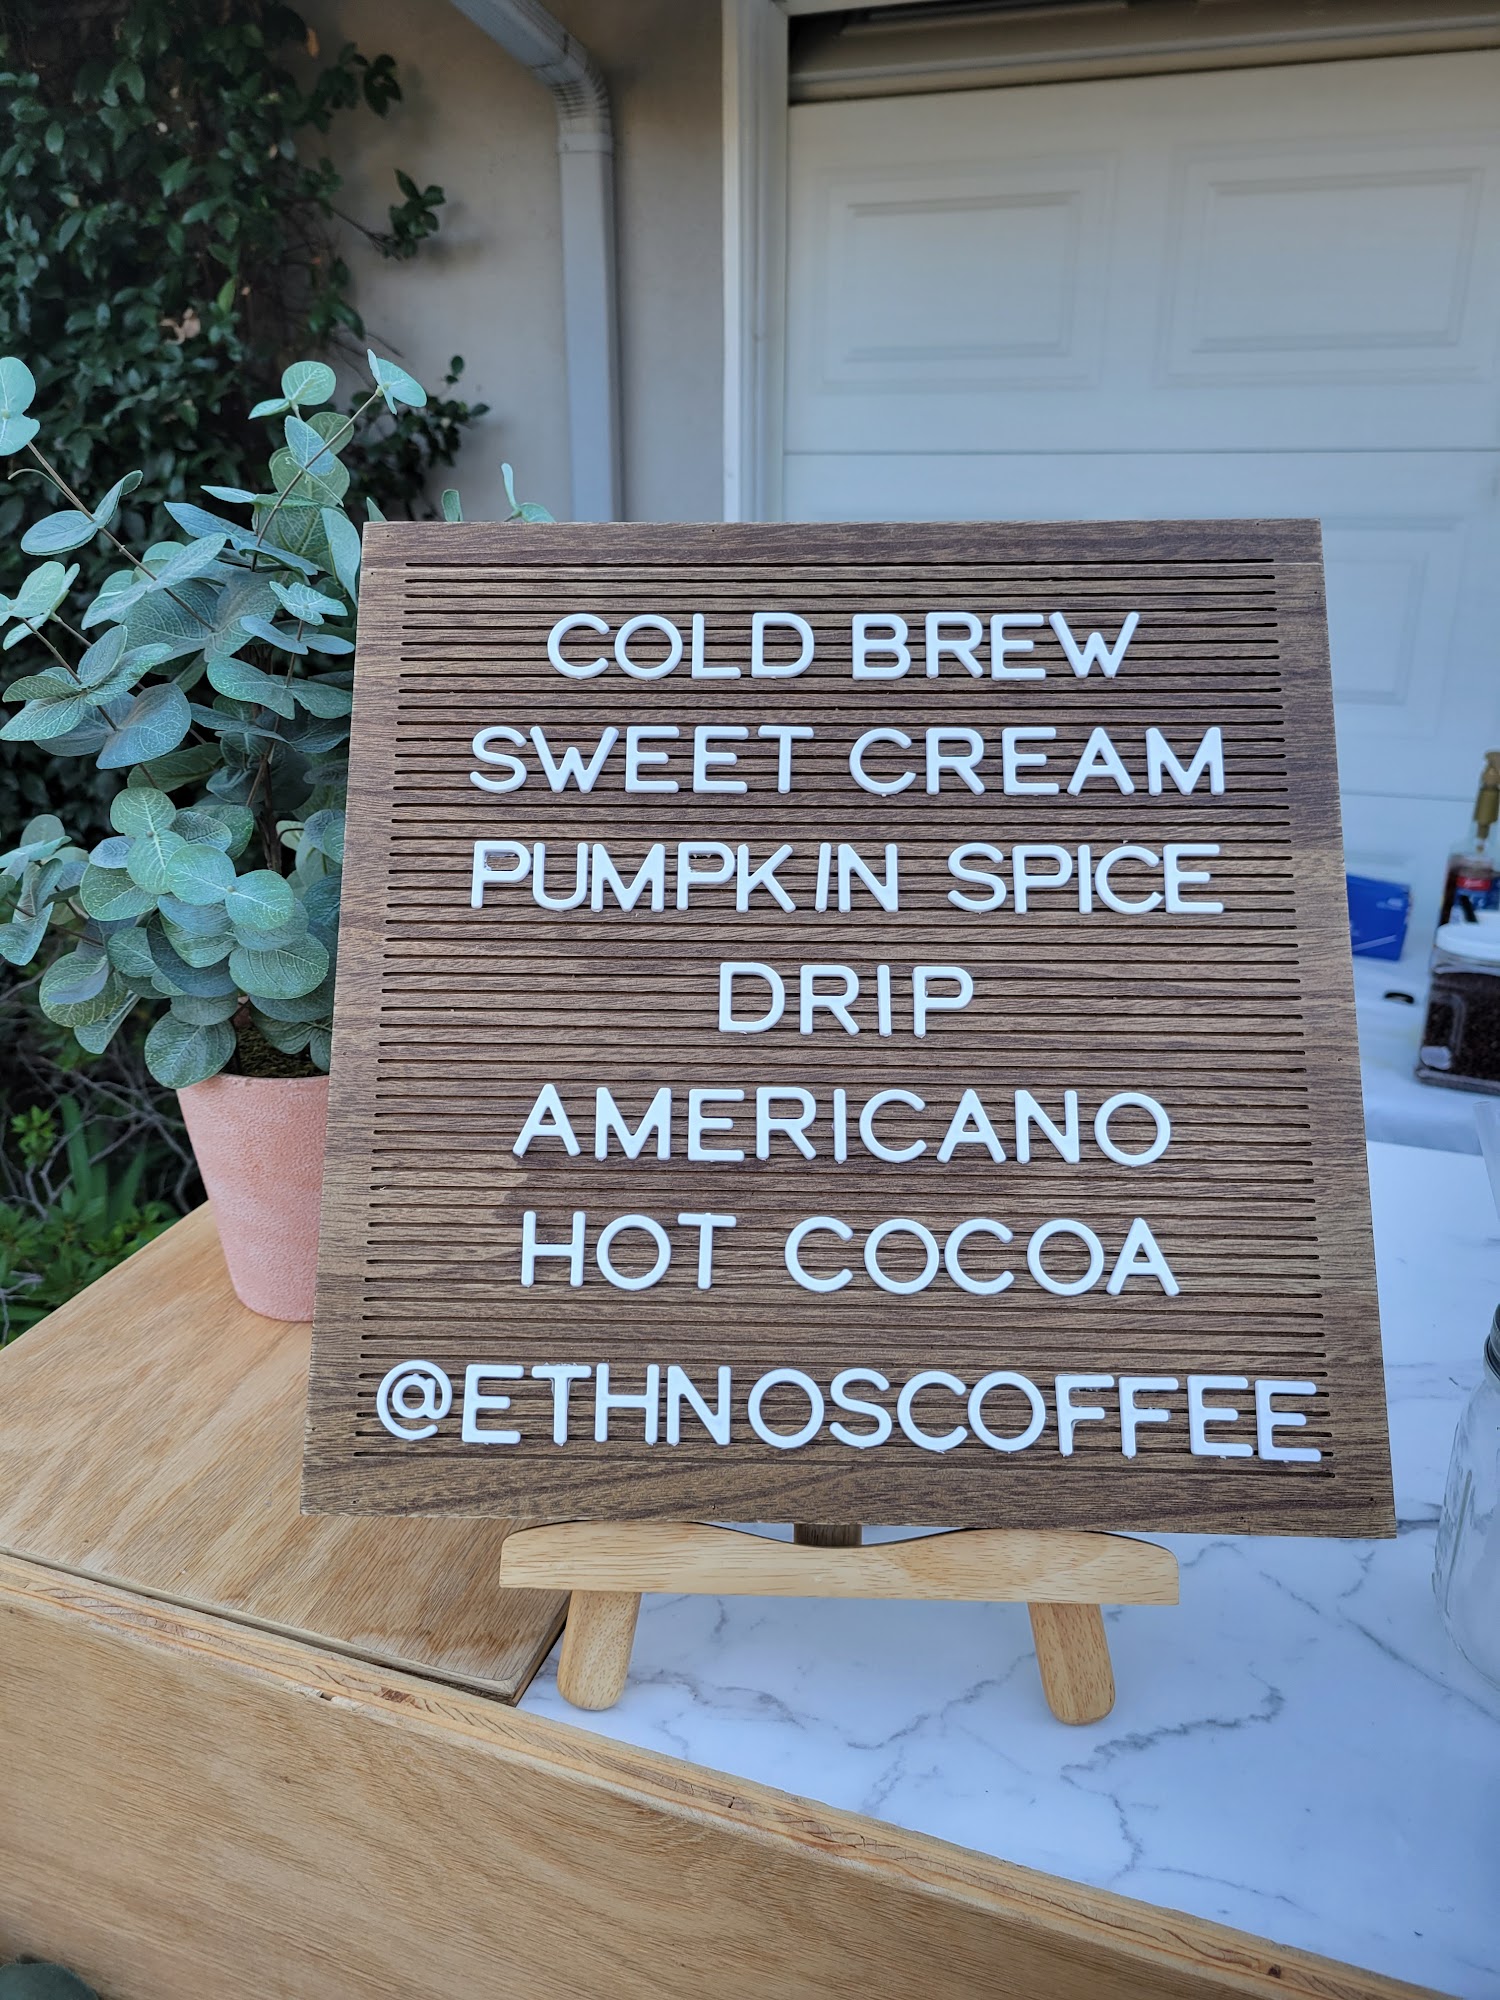 COLD BREW
SWEET CREAM
PUMPKIN SPICE
DRIP
AMERICANO
HOT COCOA
@ETHNOSCOFFEE